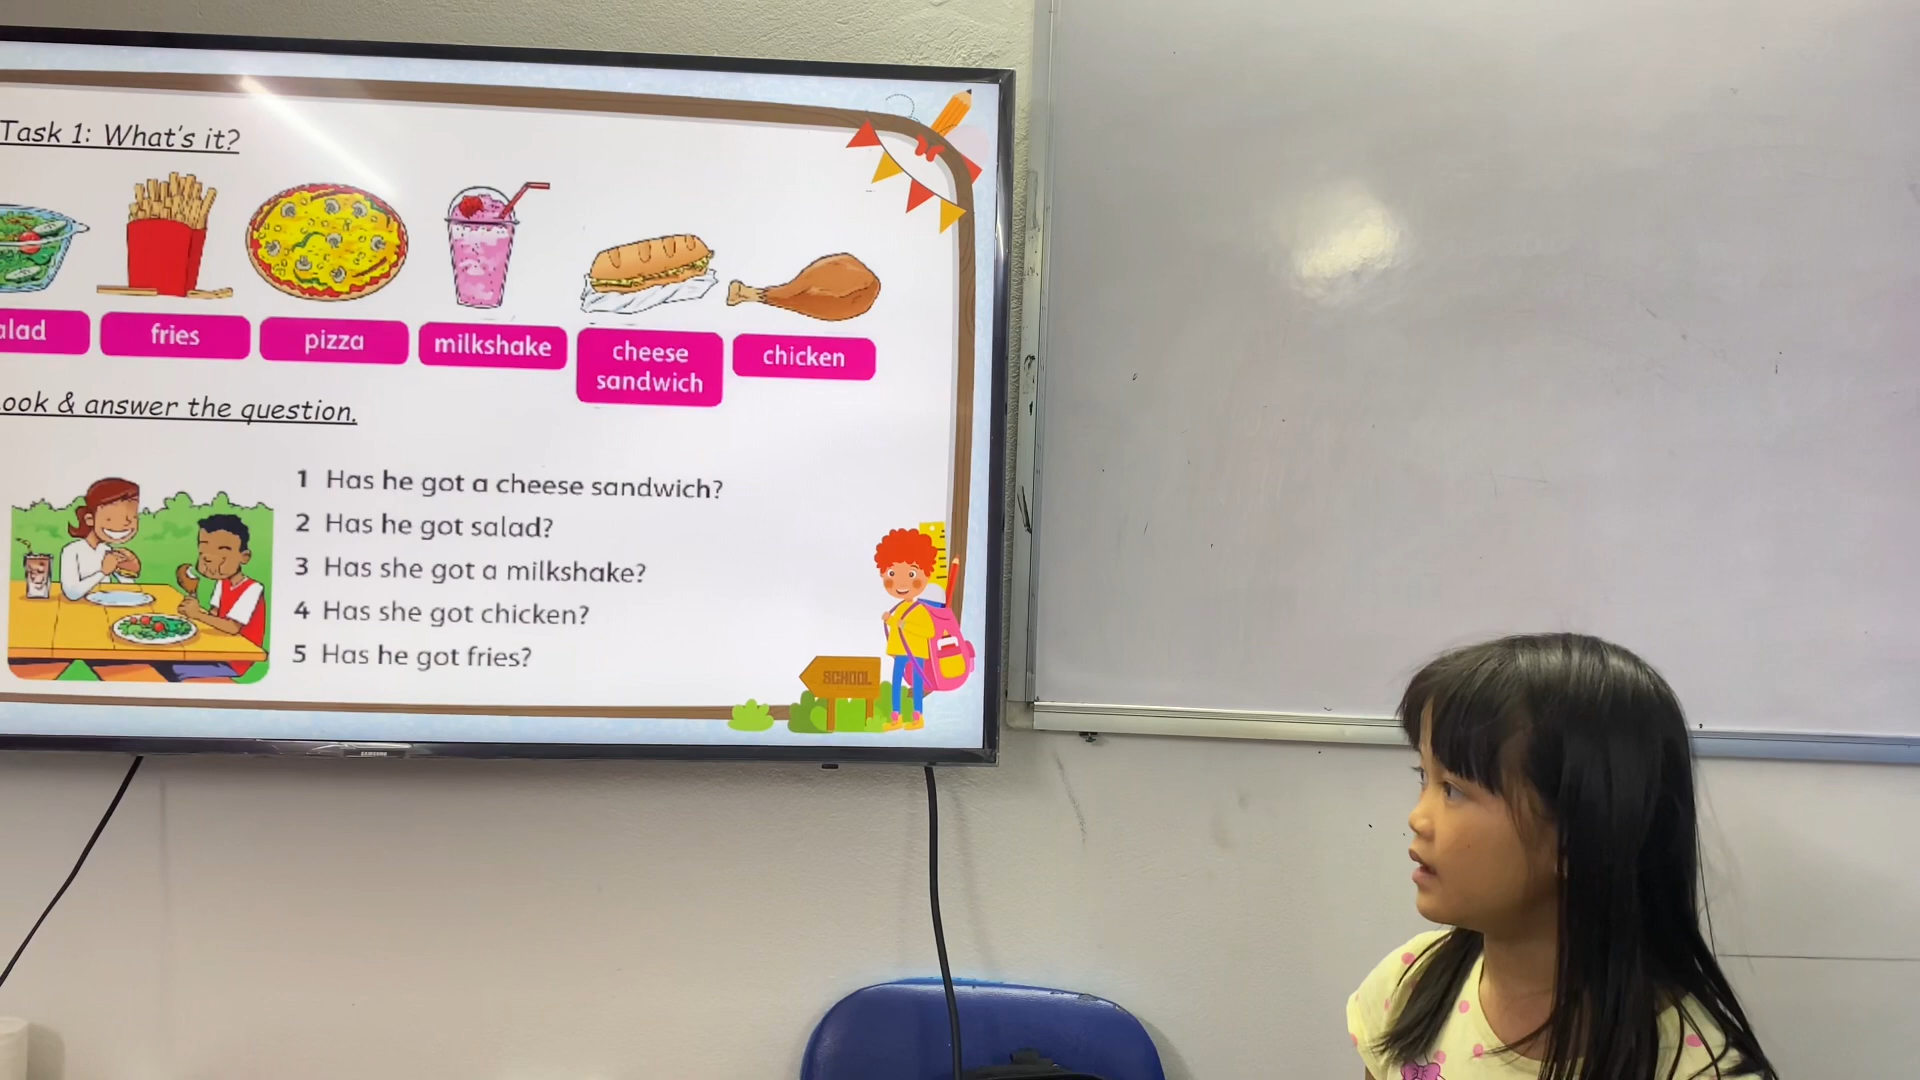 Task 1: What's it?
alad
fries
pizza
milkshake
cheese
sandwich
chicken
ook & answer the question.
1 Has he got a cheese sandwich?
2 Has he got salad?
3 Has she got a milkshake?
4 Has she got chicken?
5 Has he got fries?
SCHOOL
SAMSUNG